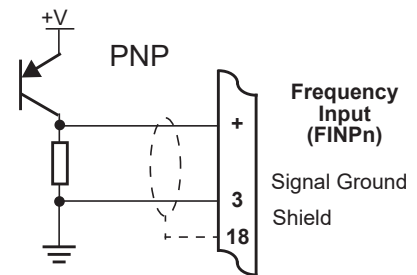 +V
PNP
Frequency
Input
(FINPn)
+
Signal Ground
3
Shield
18